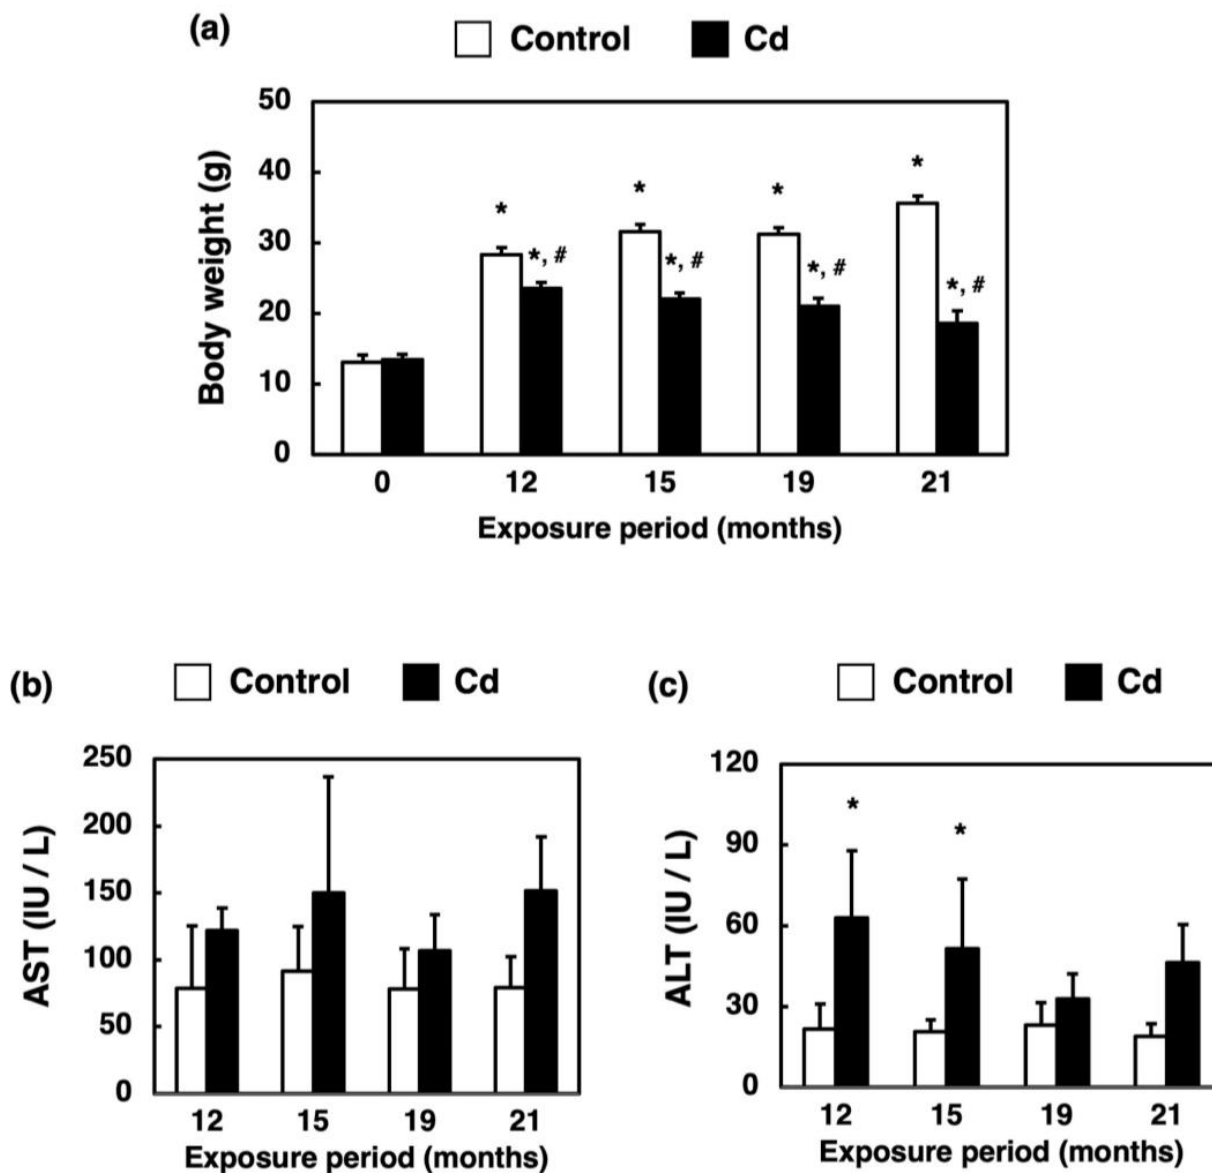 (a)
Control Cd
50
40
30
20
10
0
Body weight (g)
*
*
*
*
*, #
*, #
*, #
*, #
0 12 15 19 21
Exposure period (months)
(b)
Control Cd
250
200
150
100
50
0
AST (IU / L)
12 15 19 21
Exposure period (months)
(c)
Control Cd
120
90
60
30
0
ALT (IU / L)
*
*
12 15 19 21
Exposure period (months)